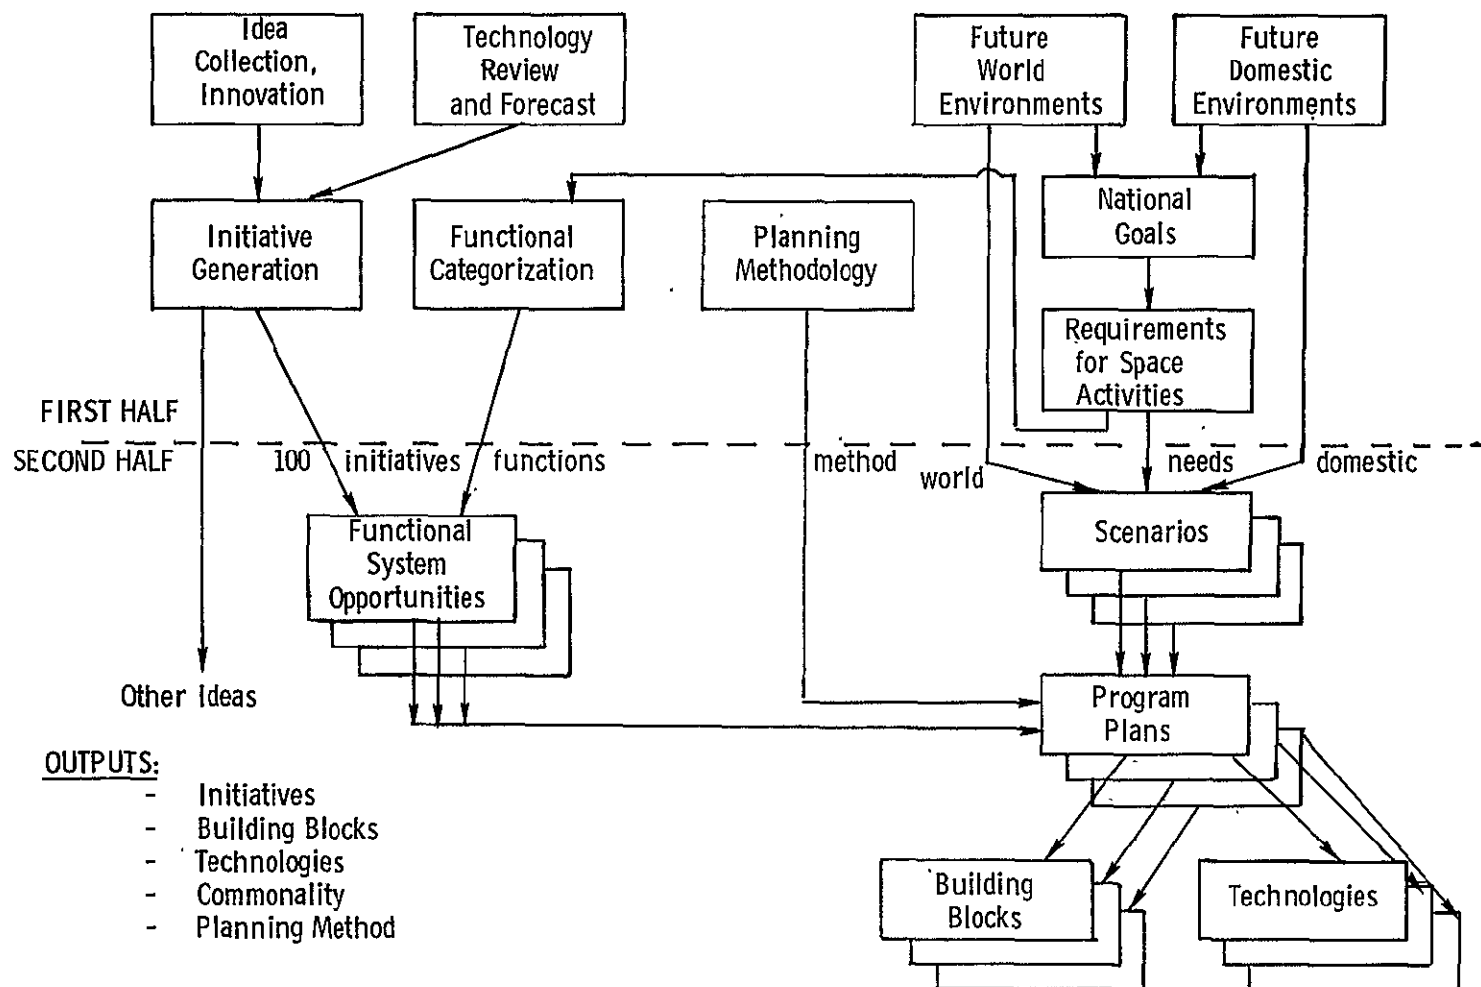 Idea
Collection,
Innovation
Technology
Review
and Forecast
Future
World
Environments
Future
Domestic
Environments
Initiative
Generation
Functional
Categorization
Planning
Methodology
National
Goals
Requirements
for Space
Activities
FIRST HALF
SECOND HALF
100 initiatives
functions
method
world
needs
domestic
Functional
System
Opportunities
Scenarios
Other Ideas
Program
Plans
OUTPUTS:
- Initiatives
- Building Blocks
- Technologies
- Commonality
- Planning Method
Building
Blocks
Technologies